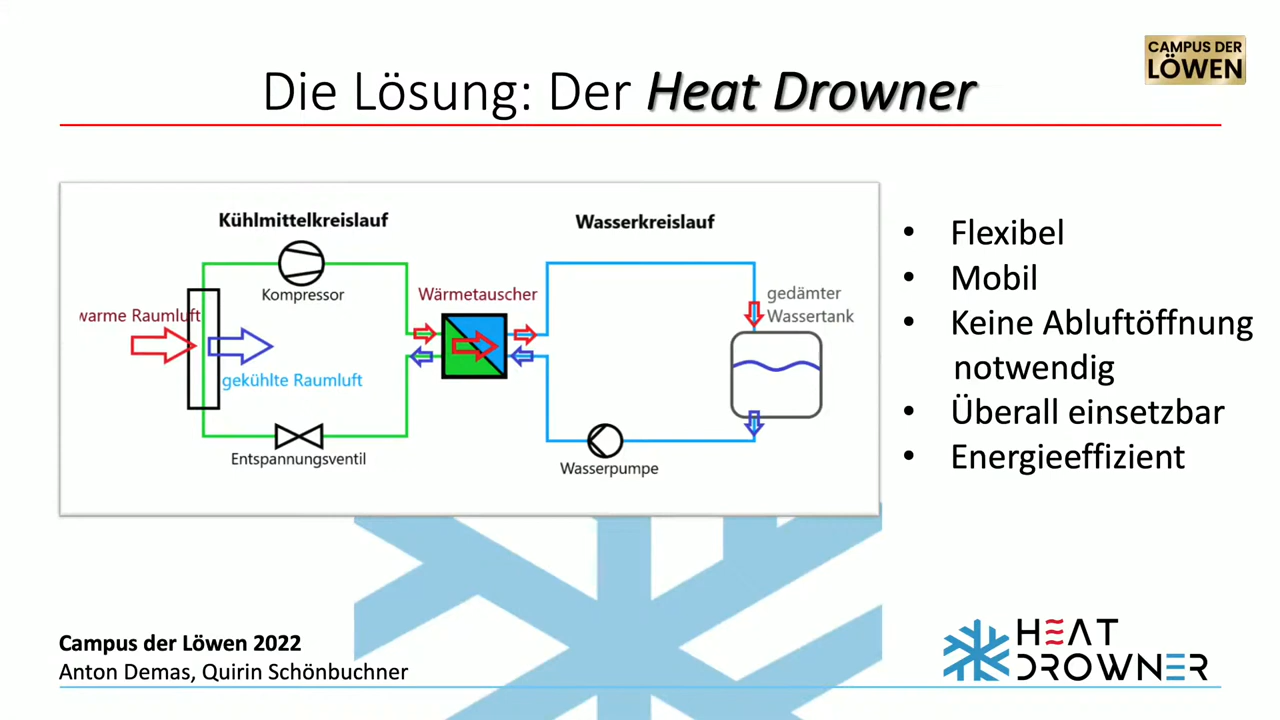 CAMPUS DER
LÖWEN
Die Lösung: Der Heat Drowner
Kühlmittelkreislauf
Wasserkreislauf
Kompressor
Wärmetauscher
gedämter
Wassertank
warme Raumluft
gekühlte Raumluft
Entspannungsventil
Wasserpumpe
• Flexibel
• Mobil
• Keine Abluftöffnung
notwendig
• Überall einsetzbar
• Energieeffizient
Campus der Löwen 2022
Anton Demas, Quirin Schönbuchner
HEAT
DROWNER